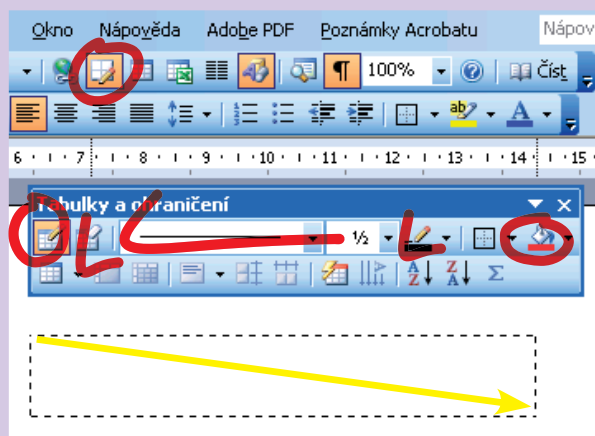 Okno Nápověda Adobe PDF Poznámky Acrobatu Nápov
100% Číst
ab A
6 7 8 9 10 11 12 13 14 15
Tabulky a ohraničení
½
A Z Z A Σ